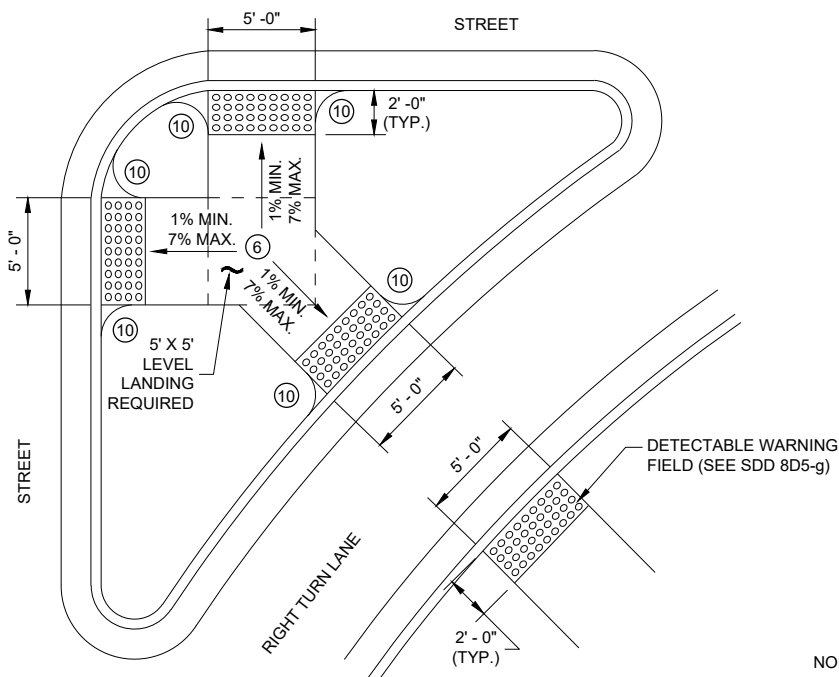 5' -0"
STREET
2' -0"
(TYP.)
10
10
10
1% MIN.
7% MAX.
5' - 0"
1% MIN.
7% MAX.
6
1% MIN.
7% MAX.
10
10
5' X 5'
LEVEL
LANDING
REQUIRED
10
5' - 0"
STREET
5' - 0"
DETECTABLE WARNING
FIELD (SEE SDD 8D5-g)
RIGHT TURN LANE
2' - 0"
(TYP.)
NO